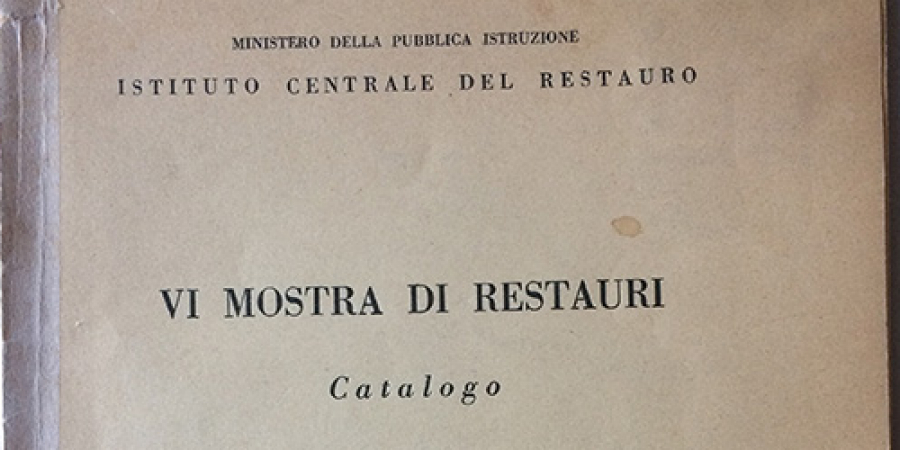 MINISTERO DELLA PUBBLICA ISTRUZIONE
ISTITUTO CENTRALE DEL RESTAURO
VI MOSTRA DI RESTAURI
Catalogo